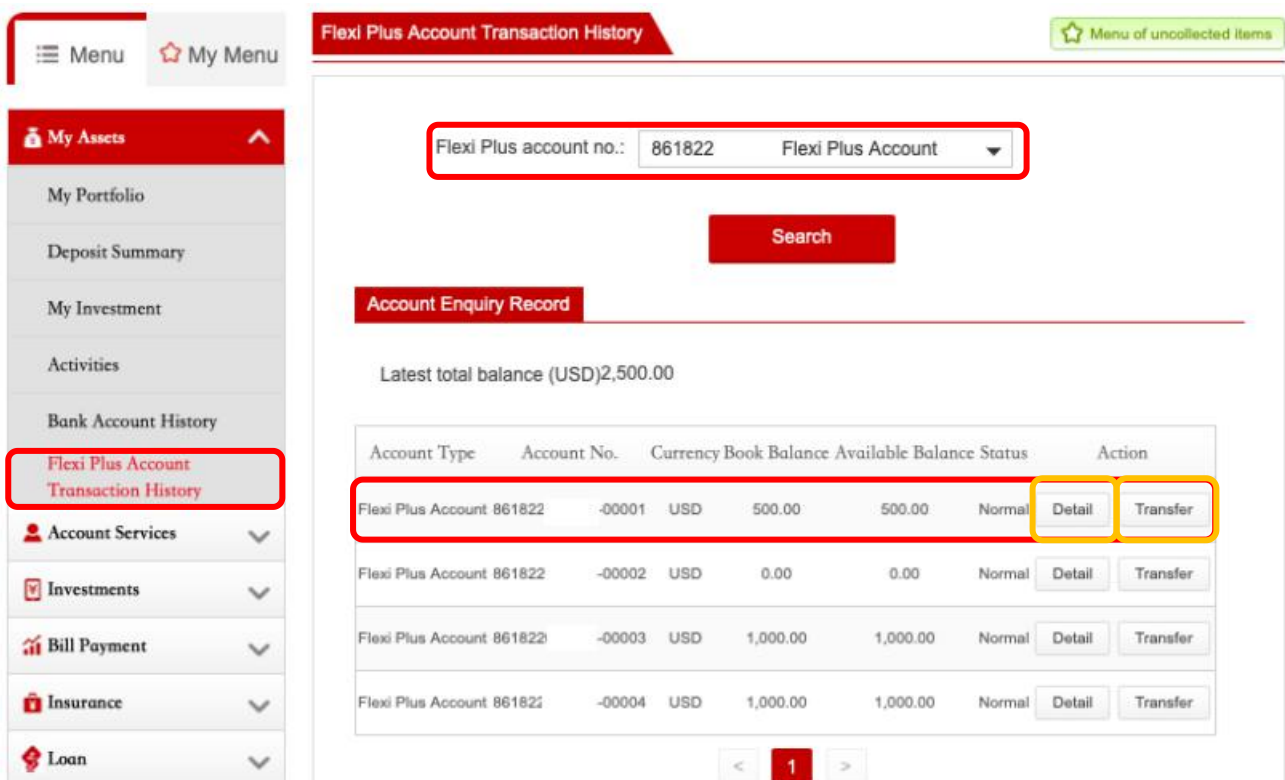 Menu
My Menu
Flexi Plus Account Transaction History
Menu of uncollected items
My Assets
My Portfolio
Deposit Summary
My Investment
Activities
Bank Account History
Flexi Plus Account
Transaction History
Account Services
Investments
Bill Payment
Insurance
Loan
Flexi Plus account no.: 861822 Flexi Plus Account
Search
Account Enquiry Record
Latest total balance (USD)2,500.00
Account Type Account No. Currency Book Balance Available Balance Status Action
Flexi Plus Account 861822 -00001 USD 500.00 500.00 Normal Detail Transfer
Flexi Plus Account 861822 -00002 USD 0.00 0.00 Normal Detail Transfer
Flexi Plus Account 861822 -00003 USD 1,000.00 1,000.00 Normal Detail Transfer
Flexi Plus Account 861822 -00004 USD 1,000.00 1,000.00 Normal Detail Transfer
< 1 >